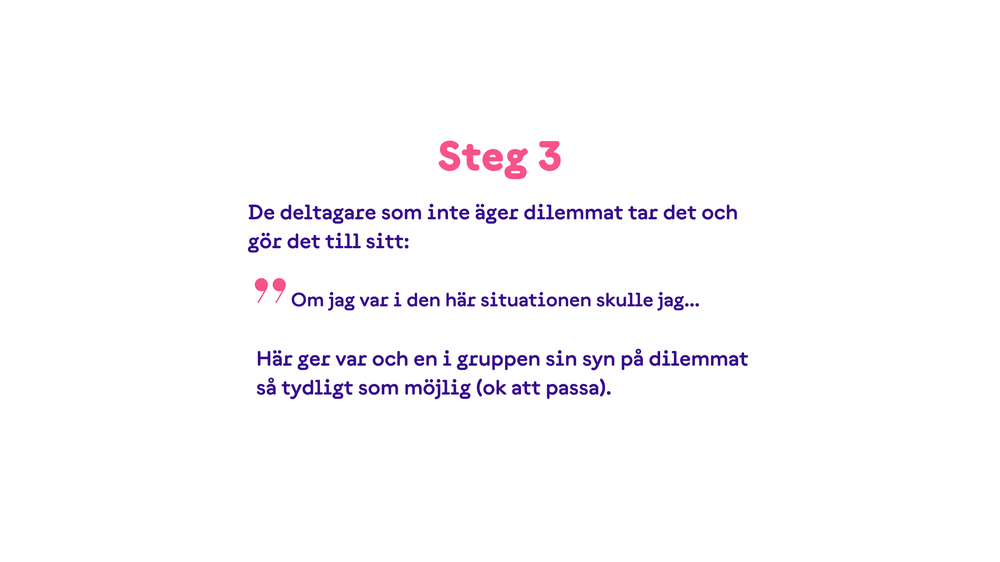 Steg 3
De deltagare som inte äger dilemmat tar det och
gör det till sitt:
”Om jag var i den här situationen skulle jag...
Här ger var och en i gruppen sin syn på dilemmat
så tydligt som möjlig (ok att passa).